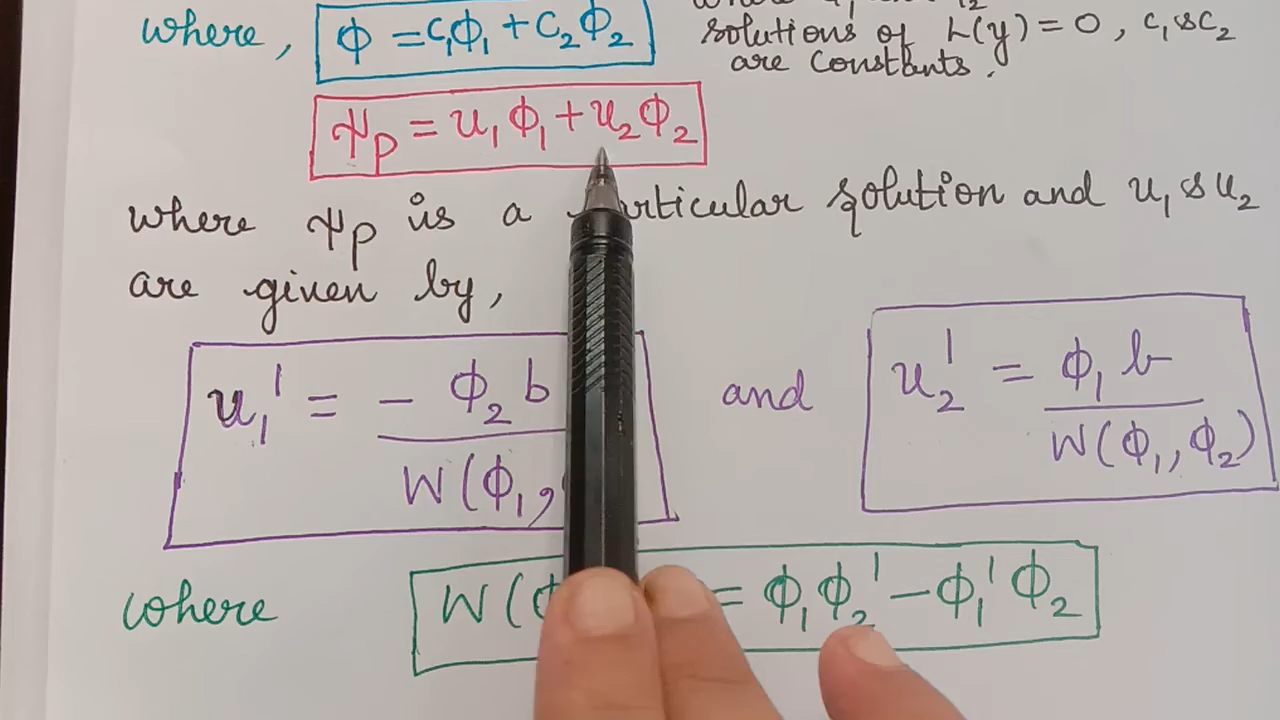 where, Φ = c₁Φ₁ + c₂Φ₂
solutions of L(y) = 0, c₁ & c₂
are constants.
Ψp = u₁Φ₁ + u₂Φ₂
where Ψp is a solution and u₁ & u₂
are given by,
u₁' = - Φ₂ b / W(Φ₁, and u₂' = Φ₁ b / W(Φ₁, Φ₂)
where W( = Φ₁Φ₂' - Φ₁'Φ₂